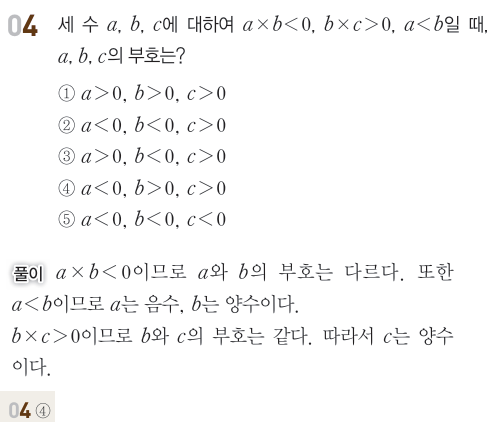 04 세 수 a, b, c에 대하여 a×b<0, b×c>0, a<b일 때,
a, b, c의 부호는?
① a>0, b>0, c>0
② a<0, b<0, c>0
③ a>0, b<0, c>0
④ a<0, b>0, c>0
⑤ a<0, b<0, c<0
풀이 a×b<0이므로 a와 b의 부호는 다르다. 또한
a<b이므로 a는 음수, b는 양수이다.
b×c>0이므로 b와 c의 부호는 같다. 따라서 c는 양수
이다.
04 ④